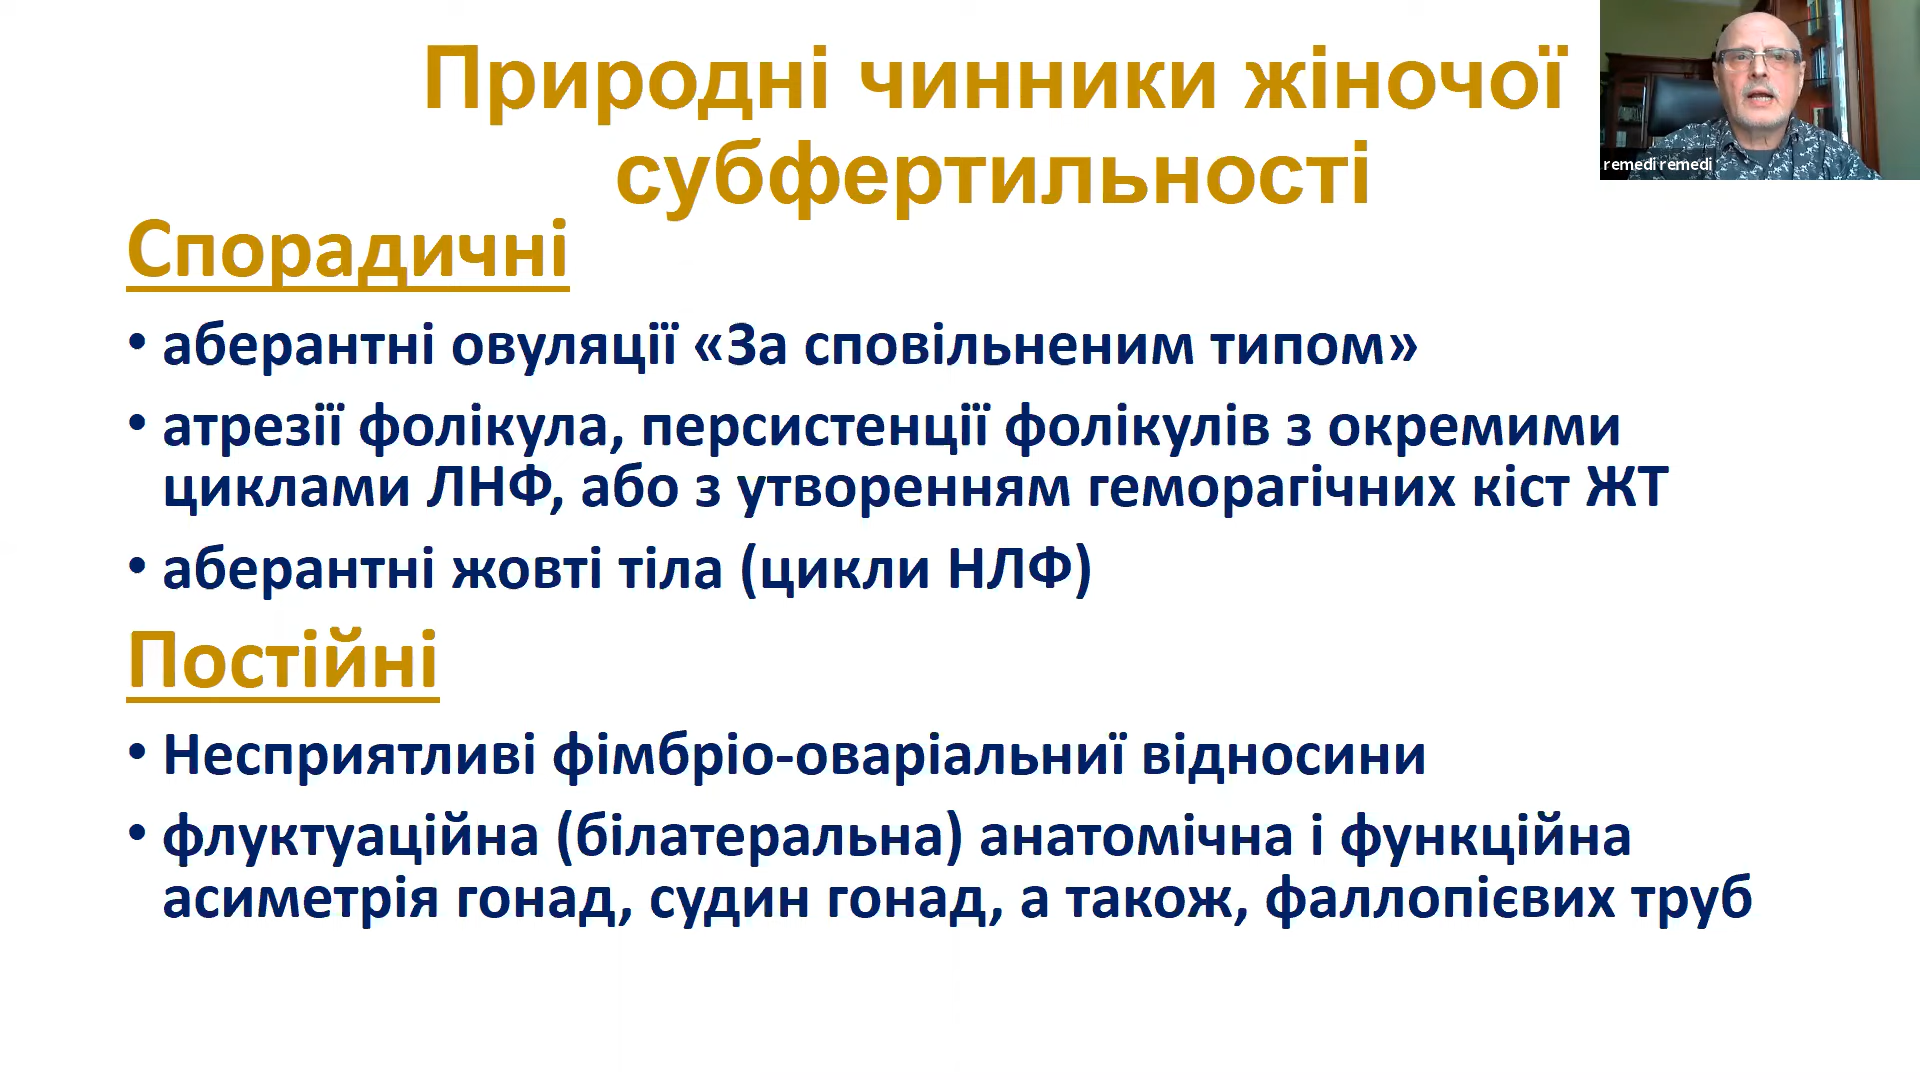 Природні чинники жіночої
субфертильності
remedi remedi
Спорадичні
• аберантні овуляції «За сповільненим типом»
• атрезії фолікула, персистенції фолікулів з окремими
циклами ЛНФ, або з утворенням геморагічних кіст ЖТ
• аберантні жовті тіла (цикли НЛФ)
Постійні
• Несприятливі фімбріо-оваріальниї відносини
• флуктуаційна (білатеральна) анатомічна і функційна
асиметрія гонад, судин гонад, а також, фаллопієвих труб